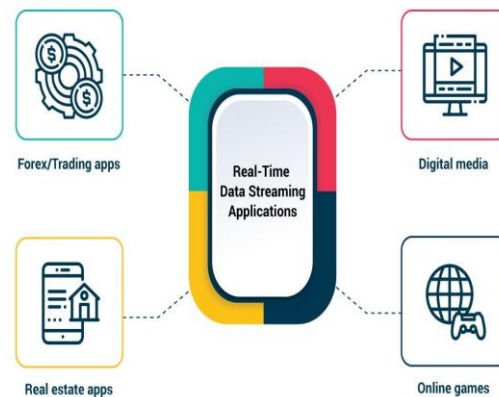 Real-Time
Data Streaming
Applications
Forex/Trading apps
Digital media
Real estate apps
Online games